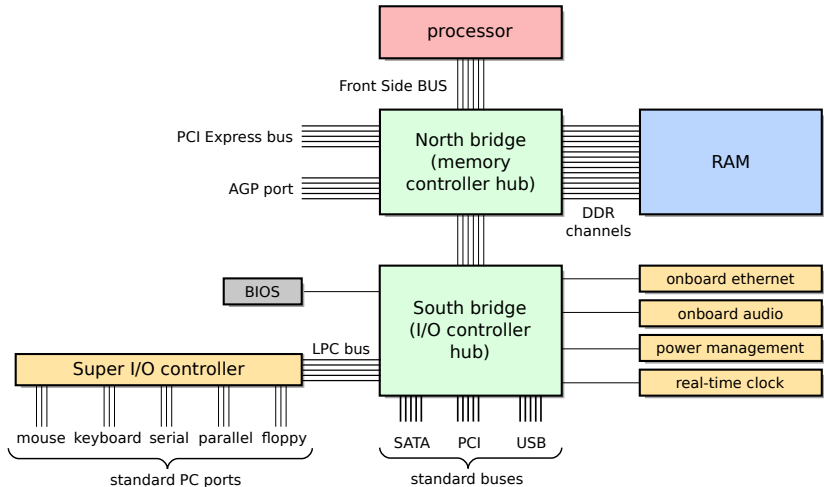 processor
Front Side BUS
PCI Express bus
North bridge
(memory
controller hub)
RAM
AGP port
DDR
channels
BIOS
South bridge
(I/O controller
hub)
onboard ethernet
onboard audio
power management
real-time clock
LPC bus
Super I/O controller
mouse keyboard serial parallel floppy
standard PC ports
SATA PCI USB
standard buses